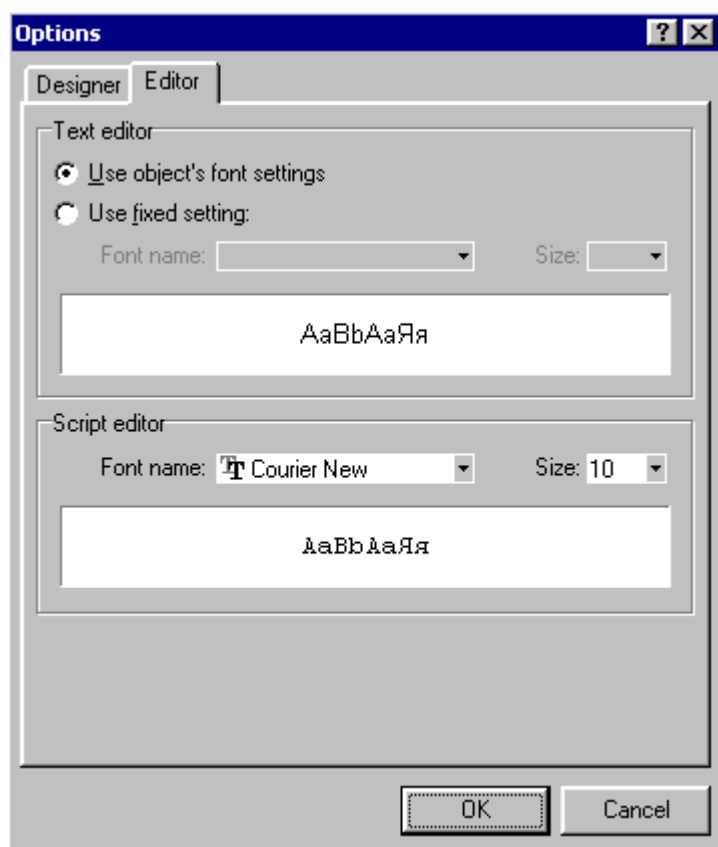 Options
Designer Editor
Text editor
Use object's font settings
Use fixed setting:
Font name: Size:
AaBbAaЯя
Script editor
Font name: Courier New Size: 10
AaBbAaЯя
OK Cancel